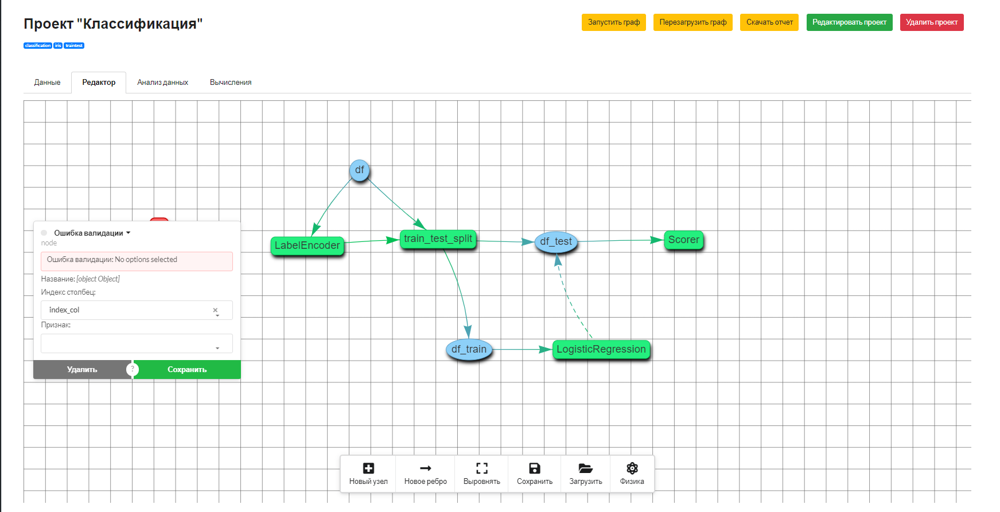 Проект "Классификация"
Запустить граф
Перезагрузить граф
Скачать отчет
Редактировать проект
Удалить проект
classification iris traintest
Данные
Редактор
Анализ данных
Вычисления
df
Ошибка валидации
node
Ошибка валидации: No options selected
Название: [object Object]
Индекс столбец:
index_col
Признак:
Удалить
?
Сохранить
LabelEncoder
train_test_split
df_test
Scorer
df_train
LogisticRegression
Новый узел
Новое ребро
Выровнять
Сохранить
Загрузить
Физика